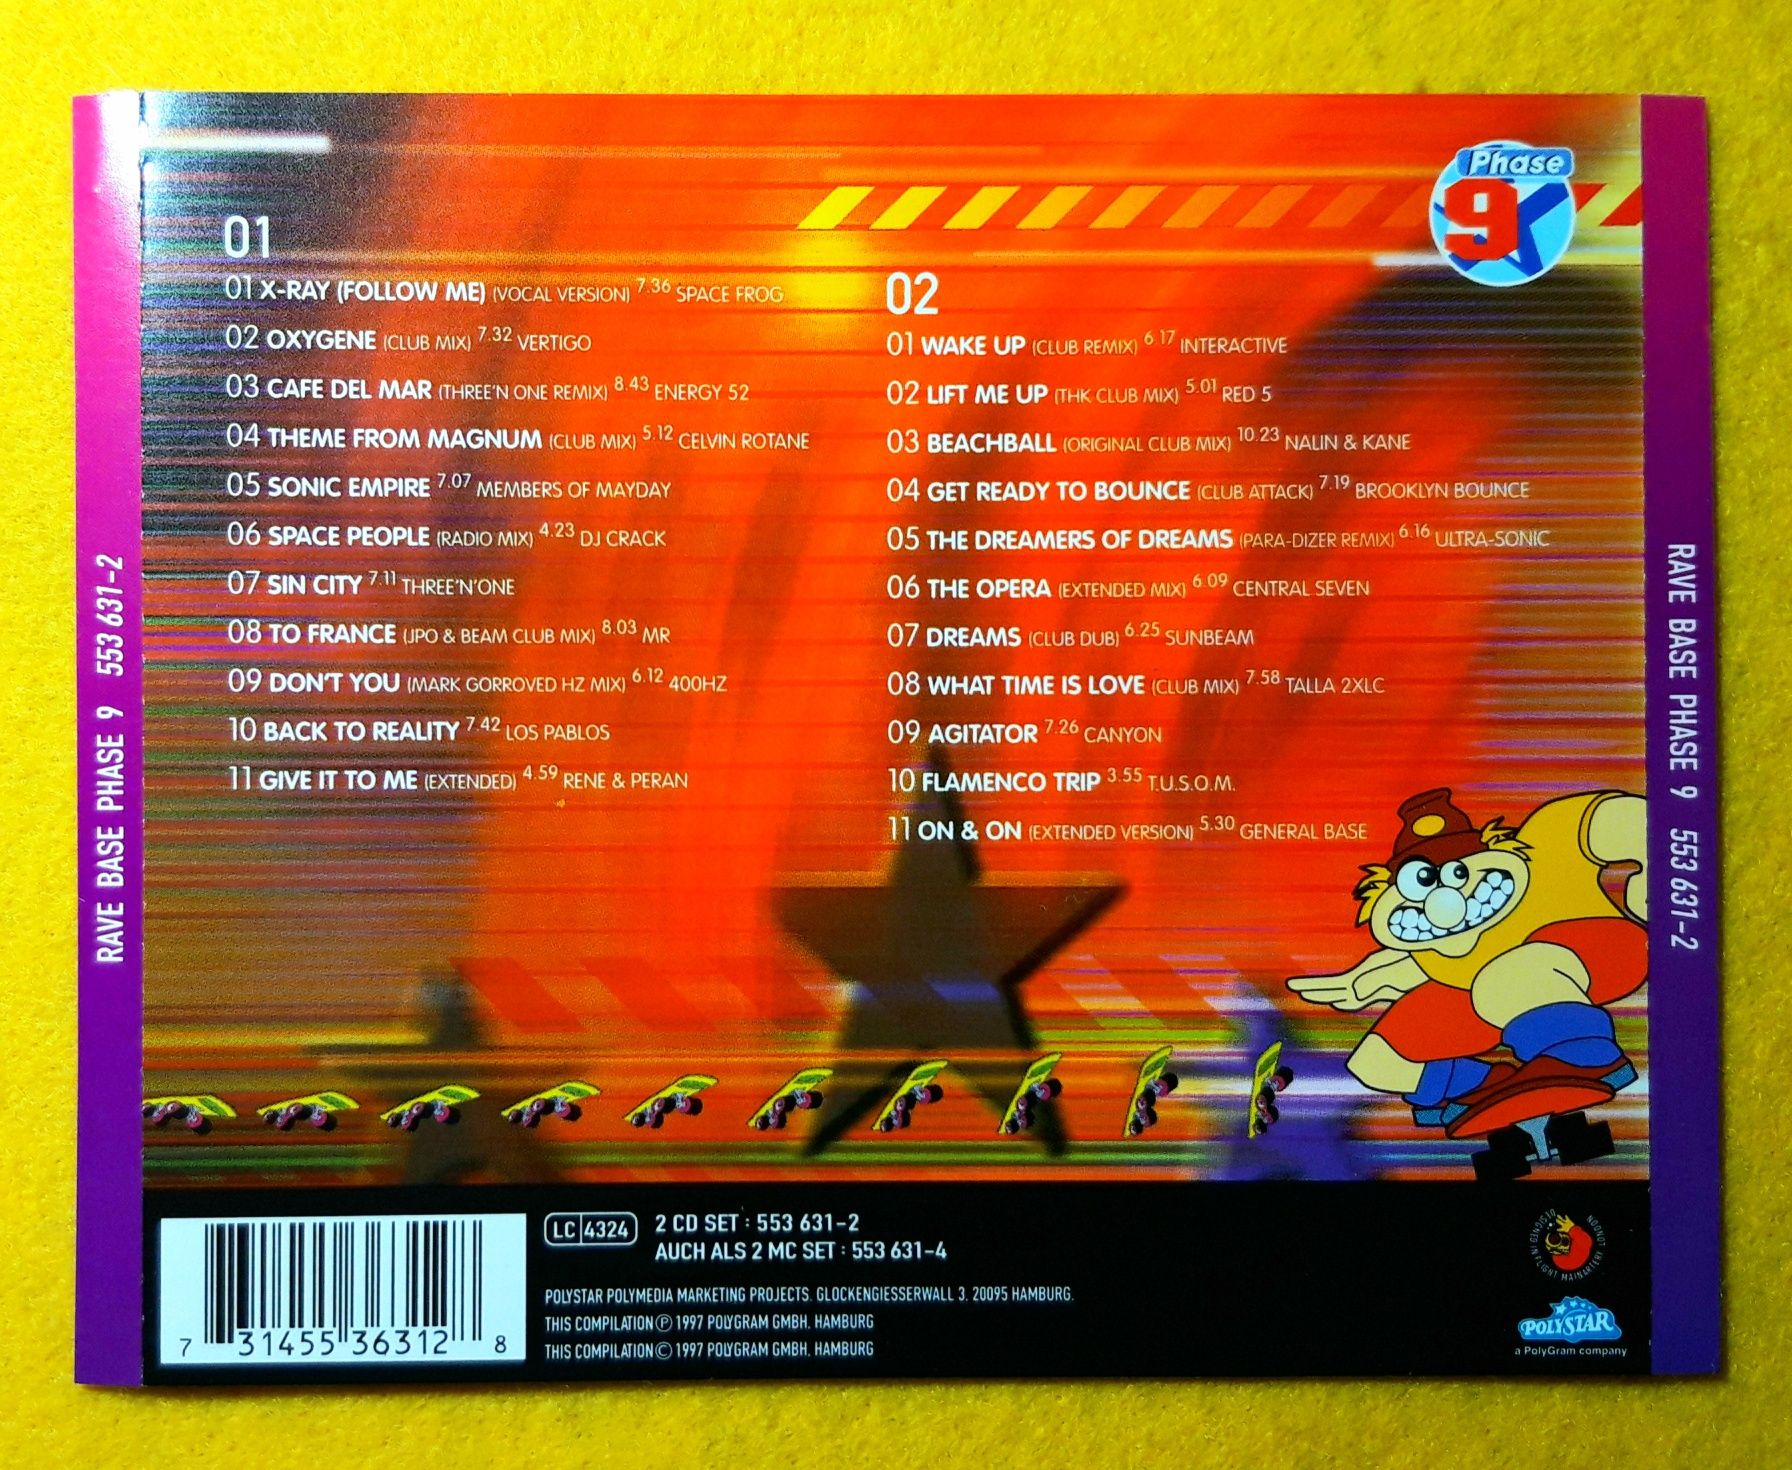 RAVE BASE PHASE 9 553 631-2
Phase
9
01
01 X-RAY (FOLLOW ME) (VOCAL VERSION) 7.36 SPACE FROG
02 OXYGENE (CLUB MIX) 7.32 VERTIGO
03 CAFE DEL MAR (THREE'N ONE REMIX) 8.43 ENERGY 52
04 THEME FROM MAGNUM (CLUB MIX) 5.12 CELVIN ROTANE
05 SONIC EMPIRE 7.07 MEMBERS OF MAYDAY
06 SPACE PEOPLE (RADIO MIX) 4.23 DJ CRACK
07 SIN CITY 7.11 THREE'N'ONE
08 TO FRANCE (JPO & BEAM CLUB MIX) 8.03 MR
09 DON'T YOU (MARK GORROVED HZ MIX) 6.12 400HZ
10 BACK TO REALITY 7.42 LOS PABLOS
11 GIVE IT TO ME (EXTENDED) 4.59 RENE & PERAN
02
01 WAKE UP (CLUB REMIX) 6.17 INTERACTIVE
02 LIFT ME UP (THK CLUB MIX) 5.01 RED 5
03 BEACHBALL (ORIGINAL CLUB MIX) 10.23 NALIN & KANE
04 GET READY TO BOUNCE (CLUB ATTACK) 7.19 BROOKLYN BOUNCE
05 THE DREAMERS OF DREAMS (PARA-DIZER REMIX) 6.16 ULTRA-SONIC
06 THE OPERA (EXTENDED MIX) 6.09 CENTRAL SEVEN
07 DREAMS (CLUB DUB) 6.25 SUNBEAM
08 WHAT TIME IS LOVE (CLUB MIX) 7.58 TALLA 2XLC
09 AGITATOR 7.26 CANYON
10 FLAMENCO TRIP 3.55 T.U.S.O.M.
11 ON & ON (EXTENDED VERSION) 5.30 GENERAL BASE
RAVE BASE PHASE 9 553 631-2
7 31455 36312 8
LC 4324
2 CD SET : 553 631-2
AUCH ALS 2 MC SET : 553 631-4
POLYSTAR POLYMEDIA MARKETING PROJECTS. GLOCKENGIESSERWALL 3. 20095 HAMBURG.
THIS COMPILATION Ⓟ 1997 POLYGRAM GMBH. HAMBURG
THIS COMPILATION © 1997 POLYGRAM GMBH. HAMBURG
DESIGNED IN FLIGHT MAINARTERY LONDON
POLYSTAR
a PolyGram company